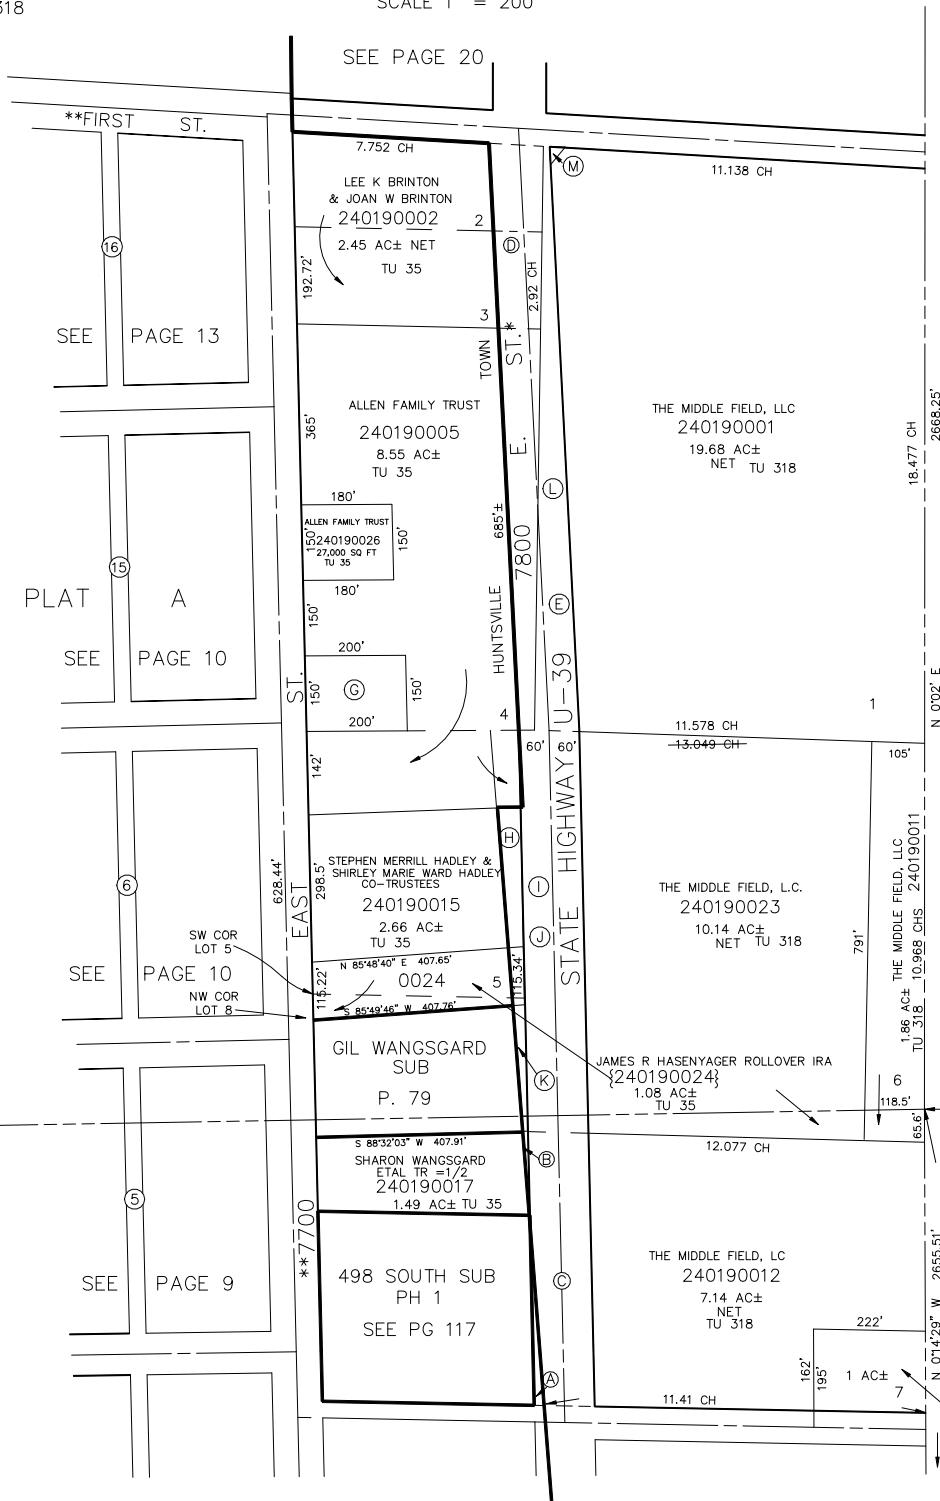 318
SCALE 1" = 200'
SEE PAGE 20
**FIRST ST.
7.752 CH
M
11.138 CH
LEE K BRINTON
& JOAN W BRINTON
240190002
2
2.45 AC± NET
TU 35
D
16
192.72'
2.92 CH
SEE PAGE 13
3
TOWN
ST.*
ALLEN FAMILY TRUST
240190005
8.55 AC±
TU 35
365'
E.
THE MIDDLE FIELD, LLC
240190001
19.68 AC±
NET TU 318
18.477 CH
2668.25'
L
180'
ALLEN FAMILY TRUST
240190026
27,000 SQ FT
TU 35
150'
150'
180'
685'±
7800
15
PLAT A
150'
HUNTSVILLE
E
SEE PAGE 10
200'
G
150'
150'
200'
ST.
4
U-39
1
N 0°02' E
11.578 CH
13.049 CH
60' 60'
105'
142'
H
STEPHEN MERRILL HADLEY &
SHIRLEY MARIE WARD HADLEY
CO-TRUSTEES
240190015
2.66 AC±
TU 35
628.44'
298.5'
EAST
I
J
STATE HIGHWAY
THE MIDDLE FIELD, L.C.
240190023
10.14 AC±
NET TU 318
791'
THE MIDDLE FIELD, LLC
1.86 AC± 10.968 CHS 240190011
TU 318
6
SW COR
LOT 5
SEE PAGE 10
N 85°48'40" E 407.65'
0024
5
115.22'
115.34'
NW COR
LOT 8
S 85°49'46" W 407.76'
GIL WANGSGARD
SUB
P. 79
K
JAMES R HASENYAGER ROLLOVER IRA
{240190024}
1.08 AC±
TU 35
6
118.5'
65.6'
S 88°32'03" W 407.91'
12.077 CH
SHARON WANGSGARD
ETAL TR =1/2
240190017
1.49 AC± TU 35
B
5
**7700
SEE PAGE 9
498 SOUTH SUB
PH 1
SEE PG 117
C
THE MIDDLE FIELD, LC
240190012
7.14 AC±
NET
TU 318
2655.51'
N 0°14'29" W
222'
162'
195'
1 AC±
7
A
11.41 CH